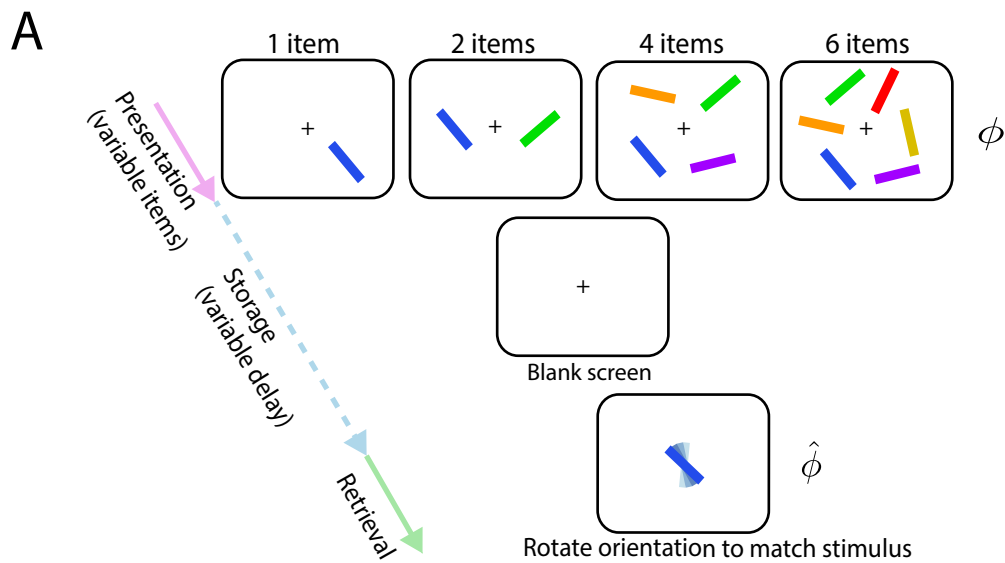 A
1 item
2 items
4 items
6 items
+
+
+
+
ϕ
Presentation
(variable items)
Storage
(variable delay)
+
Blank screen
ϕ̂
Retrieval
Rotate orientation to match stimulus